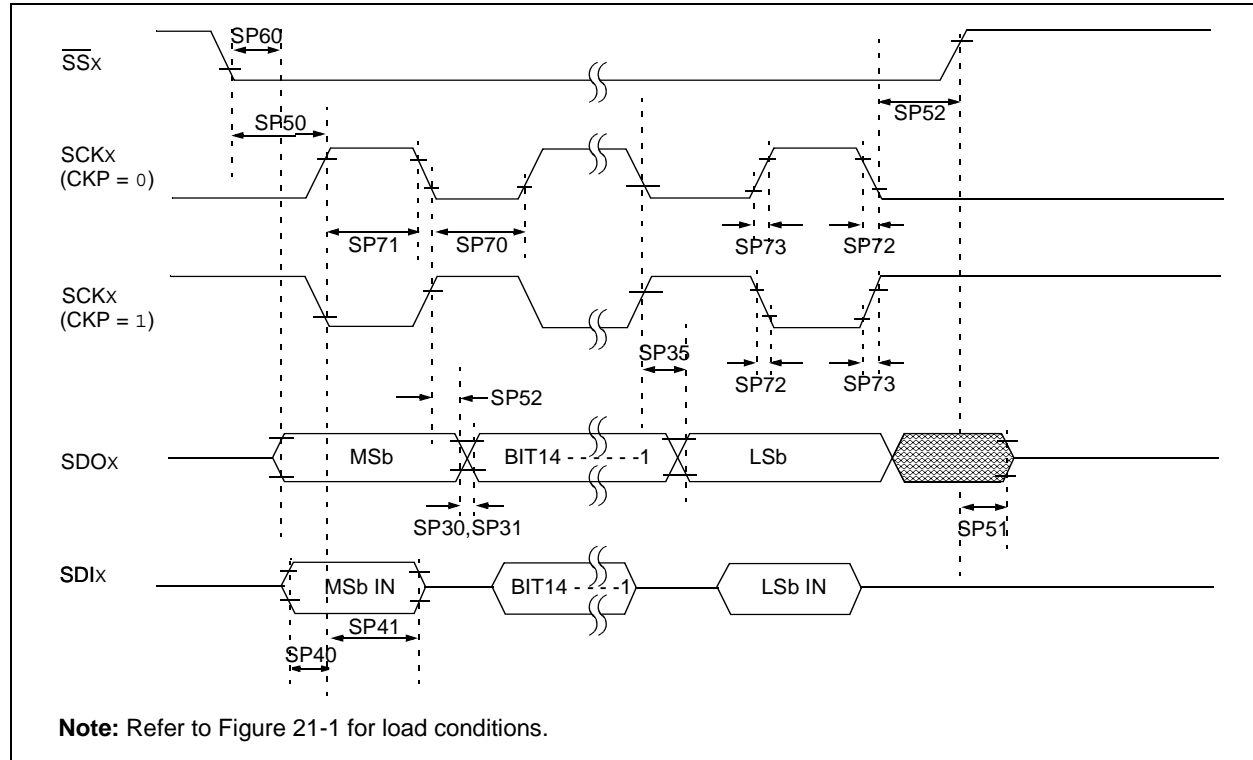 SP60
SSX
SP52
SP50
SCKX
(CKP = 0)
SP71
SP70
SP73
SP72
SCKX
(CKP = 1)
SP35
SP72
SP73
SP52
SDOX
MSb
BIT14 - - - - - -1
LSb
SP30,SP31
SP51
SDIX
MSb IN
BIT14 - - - -1
LSb IN
SP41
SP40
Note: Refer to Figure 21-1 for load conditions.